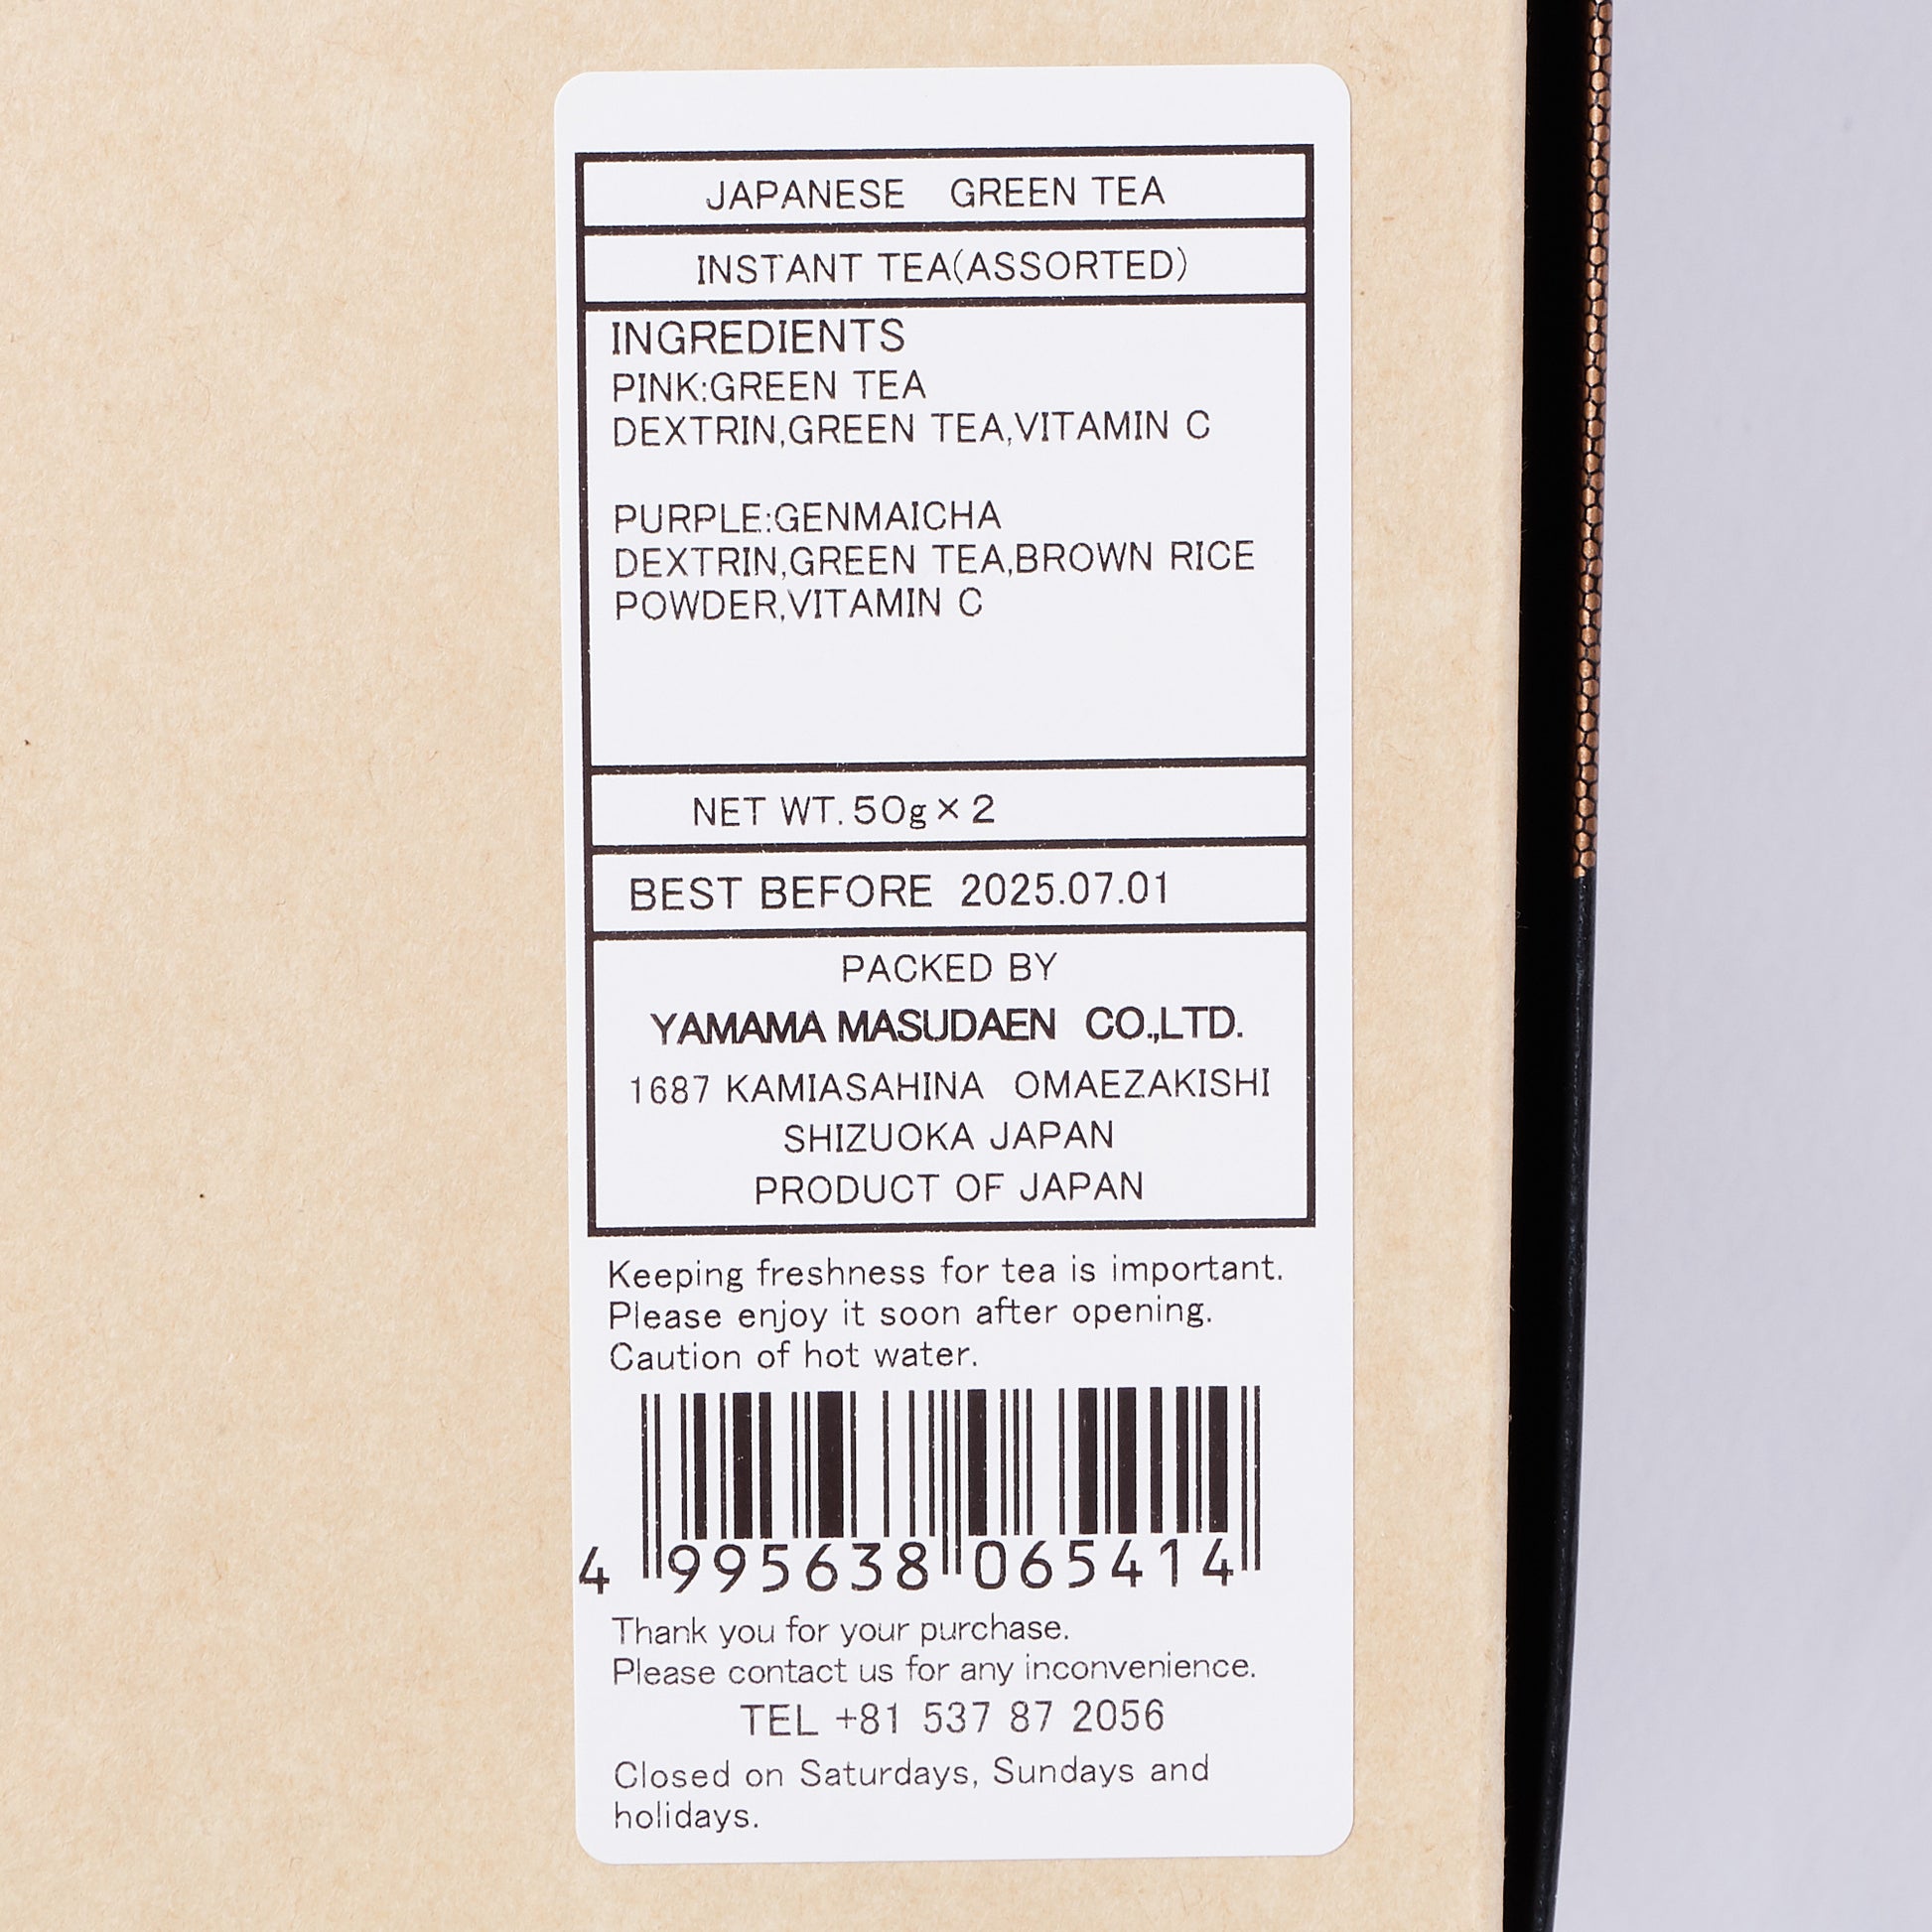 JAPANESE GREEN TEA
INSTANT TEA(ASSORTED)
INGREDIENTS
PINK:GREEN TEA
DEXTRIN,GREEN TEA,VITAMIN C
PURPLE:GENMAICHA
DEXTRIN,GREEN TEA,BROWN RICE
POWDER,VITAMIN C
NET WT. 50g×2
BEST BEFORE 2025.07.01
PACKED BY
YAMAMA MASUDAEN CO.,LTD.
1687 KAMIASAHINA OMAEZAKISHI
SHIZUOKA JAPAN
PRODUCT OF JAPAN
Keeping freshness for tea is important.
Please enjoy it soon after opening.
Caution of hot water.
4 995638 065414
Thank you for your purchase.
Please contact us for any inconvenience.
TEL +81 537 87 2056
Closed on Saturdays, Sundays and
holidays.